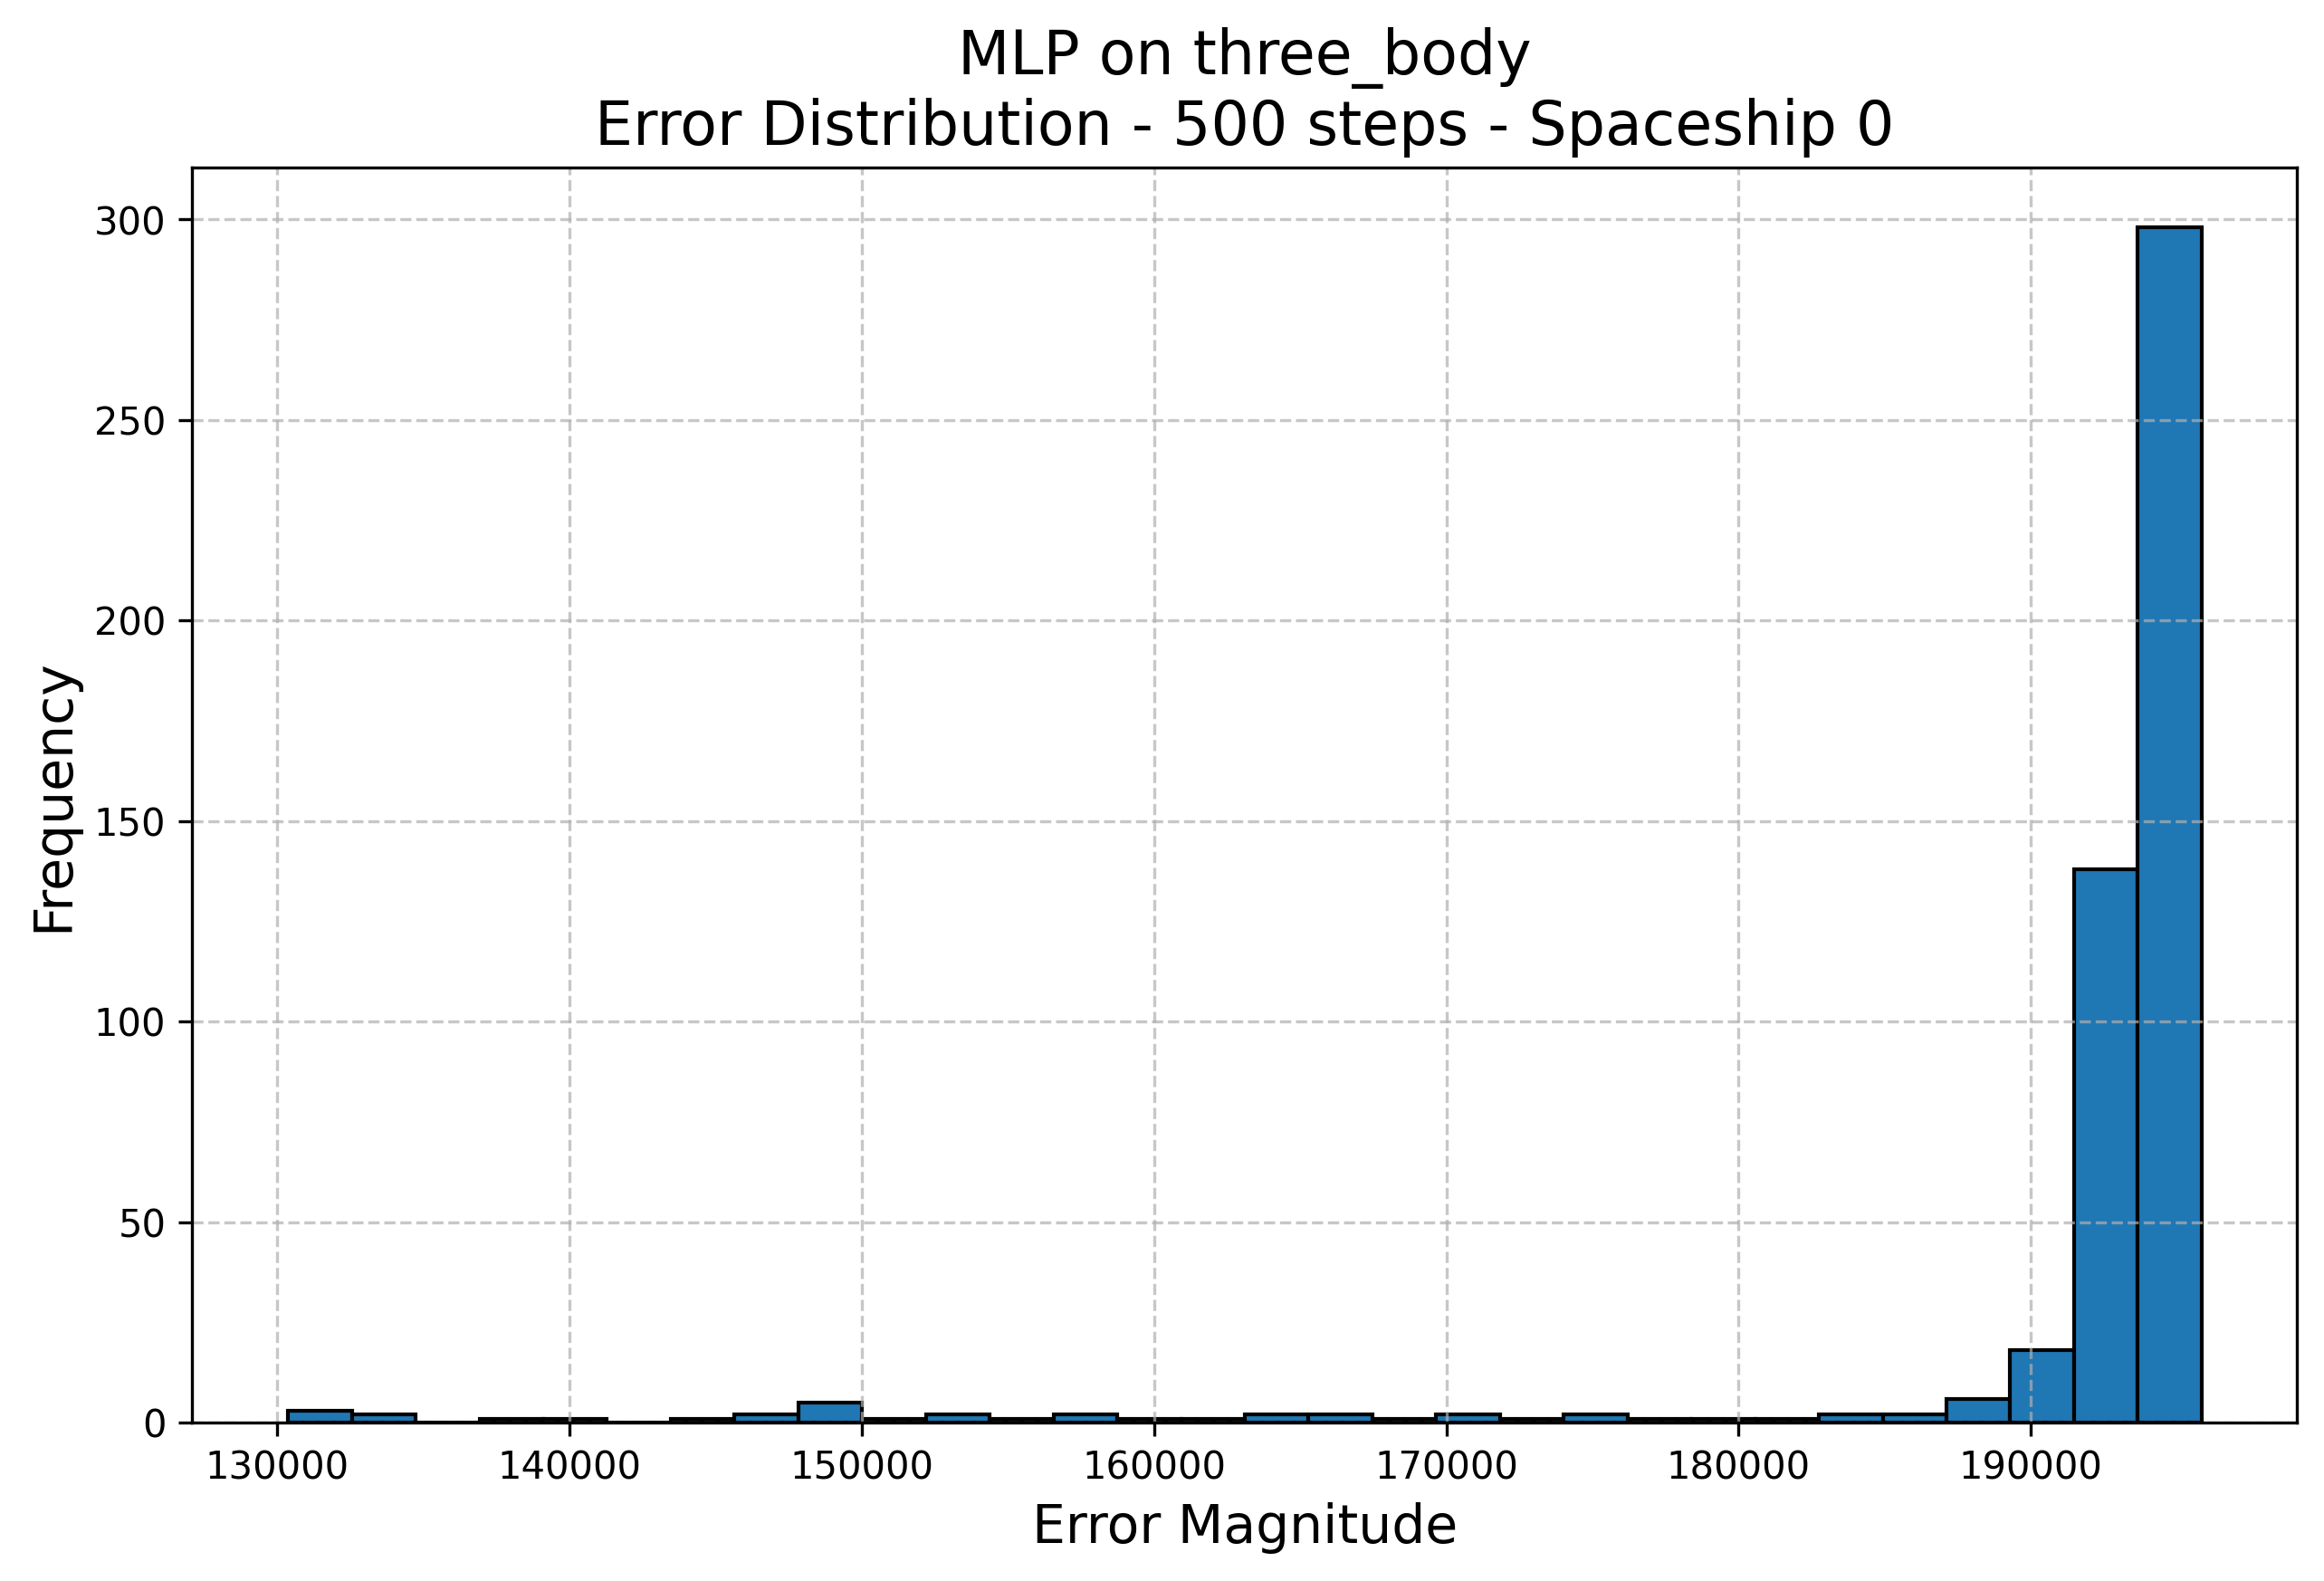 MLP on three_body
Error Distribution - 500 steps - Spaceship 0
Frequency
300
250
200
150
100
50
0
130000 140000 150000 160000 170000 180000 190000
Error Magnitude